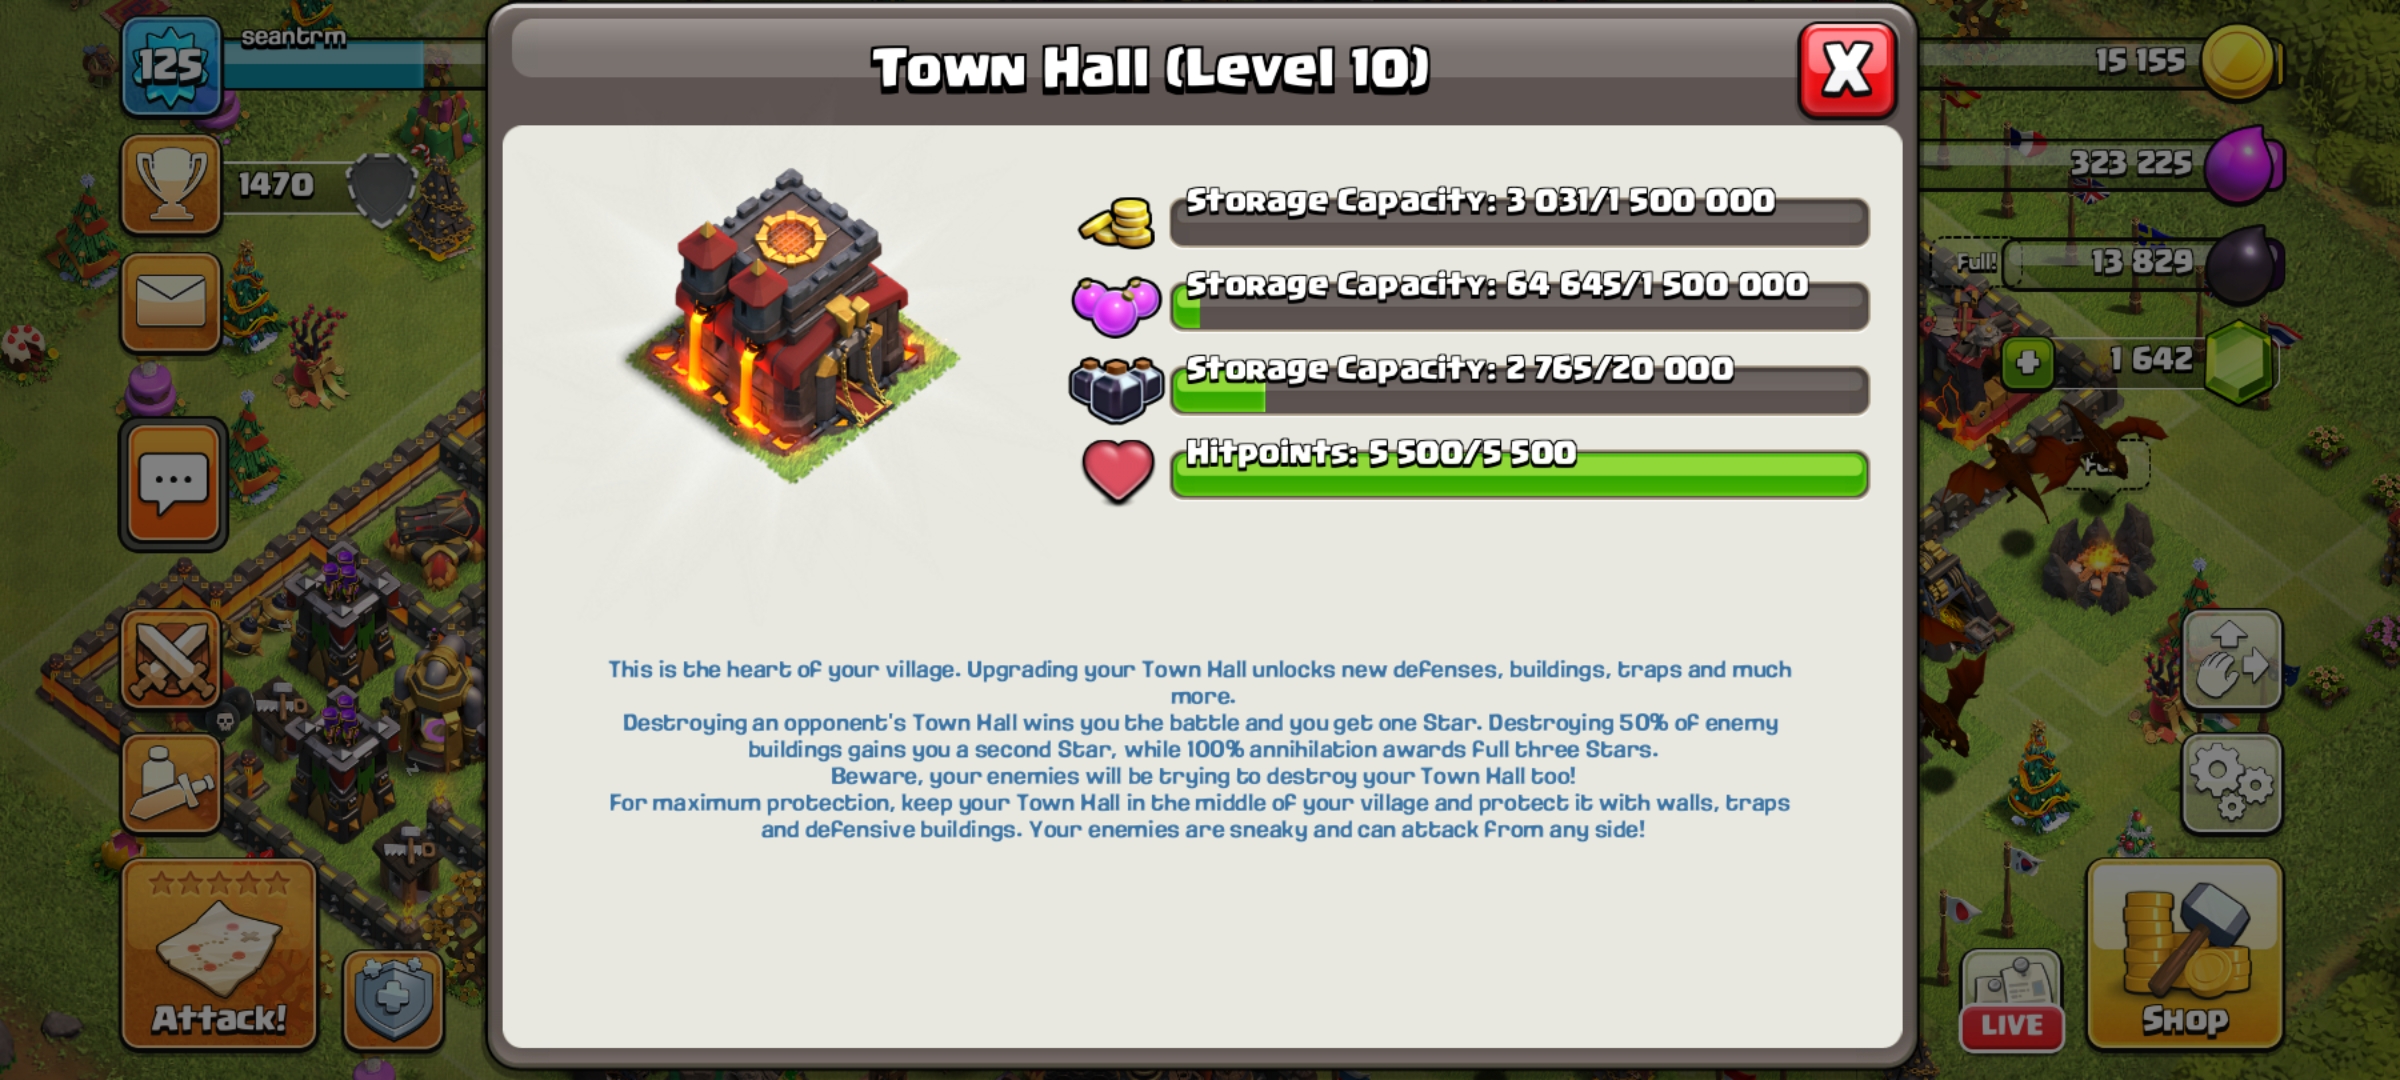 125
seantrm
1470
Attack!
Town Hall (Level 10)
X
Storage Capacity: 3 031/1 500 000
Storage Capacity: 64 645/1 500 000
Storage Capacity: 2 765/20 000
Hitpoints: 5 500/5 500
This is the heart of your village. Upgrading your Town Hall unlocks new defenses, buildings, traps and much
more.
Destroying an opponent's Town Hall wins you the battle and you get one Star. Destroying 50% of enemy
buildings gains you a second Star, while 100% annihilation awards full three Stars.
Beware, your enemies will be trying to destroy your Town Hall too!
For maximum protection, keep your Town Hall in the middle of your village and protect it with walls, traps
and defensive buildings. Your enemies are sneaky and can attack from any side!
15 155
323 225
Full!
13 829
1 642
LIVE
Shop